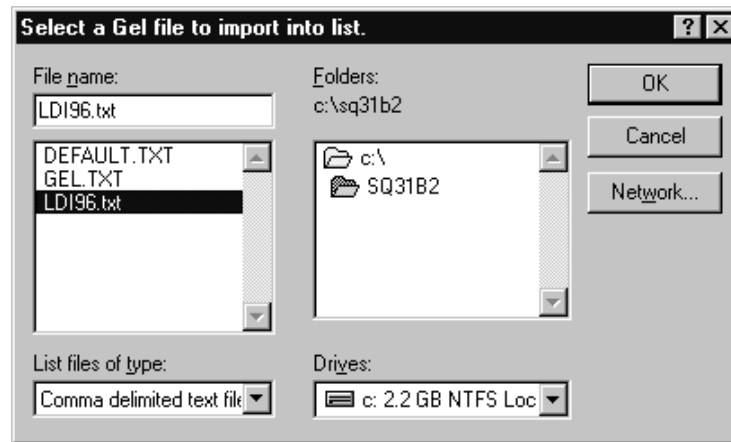 Select a Gel file to import into list.
File name:
LDI96.txt
DEFAULT.TXT
GEL.TXT
LDI96.txt
List files of type:
Comma delimited text file
Folders:
c:\sq31b2
c:\
SQ31B2
Drives:
c: 2.2 GB NTFS Loc
OK
Cancel
Network...